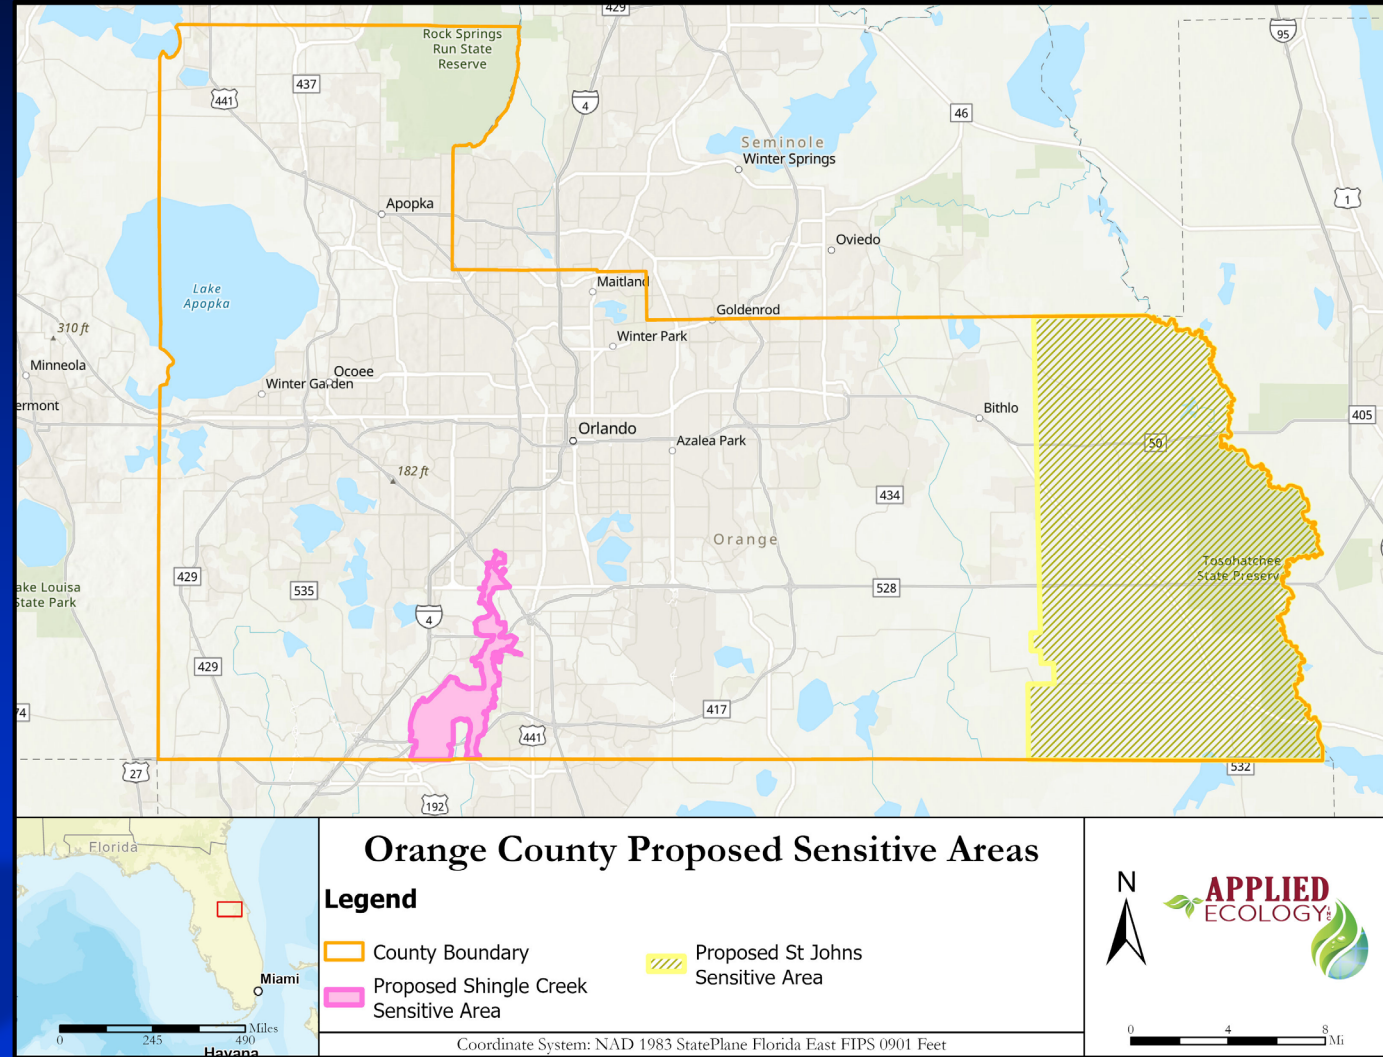 429
Rock Springs
Run State
Reserve
95
437
441
4
46
Seminole
Winter Springs
1
Apopka
Oviedo
Lake
Apopka
Maitland
Goldenrod
310 ft
Winter Park
Minneola
Ocoee
Winter Garden
ermont
Bithlo
405
Orlando
Azalea Park
50
182 ft
434
Orange
Tosohatchee
State Preserv
429
ake Louisa
State Park
535
528
4
429
74
417
441
27
532
192
Florida
Miami
Miles
0 245 490
Havana
Orange County Proposed Sensitive Areas
Legend
County Boundary
Proposed Shingle Creek
Sensitive Area
Proposed St Johns
Sensitive Area
Coordinate System: NAD 1983 StatePlane Florida East FIPS 0901 Feet
N
APPLIED
ECOLOGY INC
0 4 8
Mi